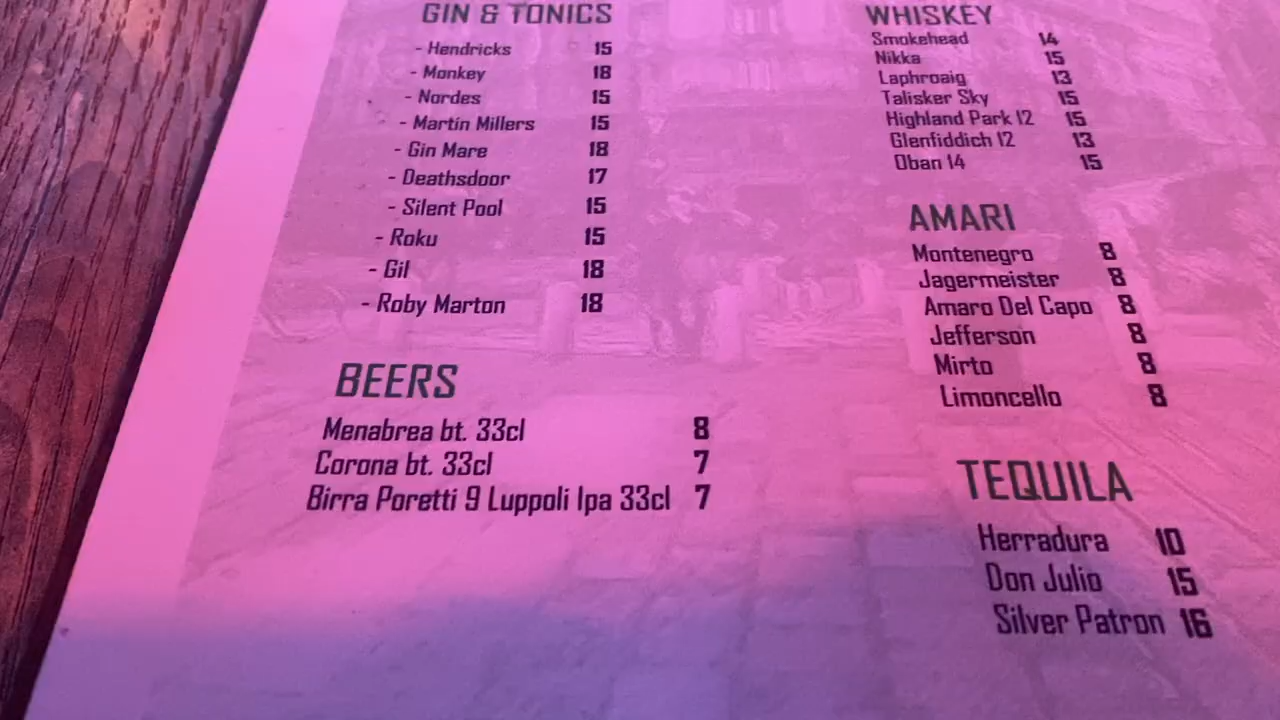 GIN & TONICS
- Hendricks 15
- Monkey 18
- Nordes 15
- Martin Millers 15
- Gin Mare 18
- Deathsdoor 17
- Silent Pool 15
- Roku 15
- Gil 18
- Roby Marton 18
BEERS
Menabrea bt. 33cl 8
Corona bt. 33cl 7
Birra Poretti 9 Luppoli Ipa 33cl 7
WHISKEY
Smokehead 14
Nikka 15
Laphroaig 13
Talisker Sky 15
Highland Park 12 15
Glenfiddich 12 13
Oban 14 15
AMARI
Montenegro 8
Jagermeister 8
Amaro Del Capo 8
Jefferson 8
Mirto 8
Limoncello 8
TEQUILA
Herradura 10
Don Julio 15
Silver Patron 16